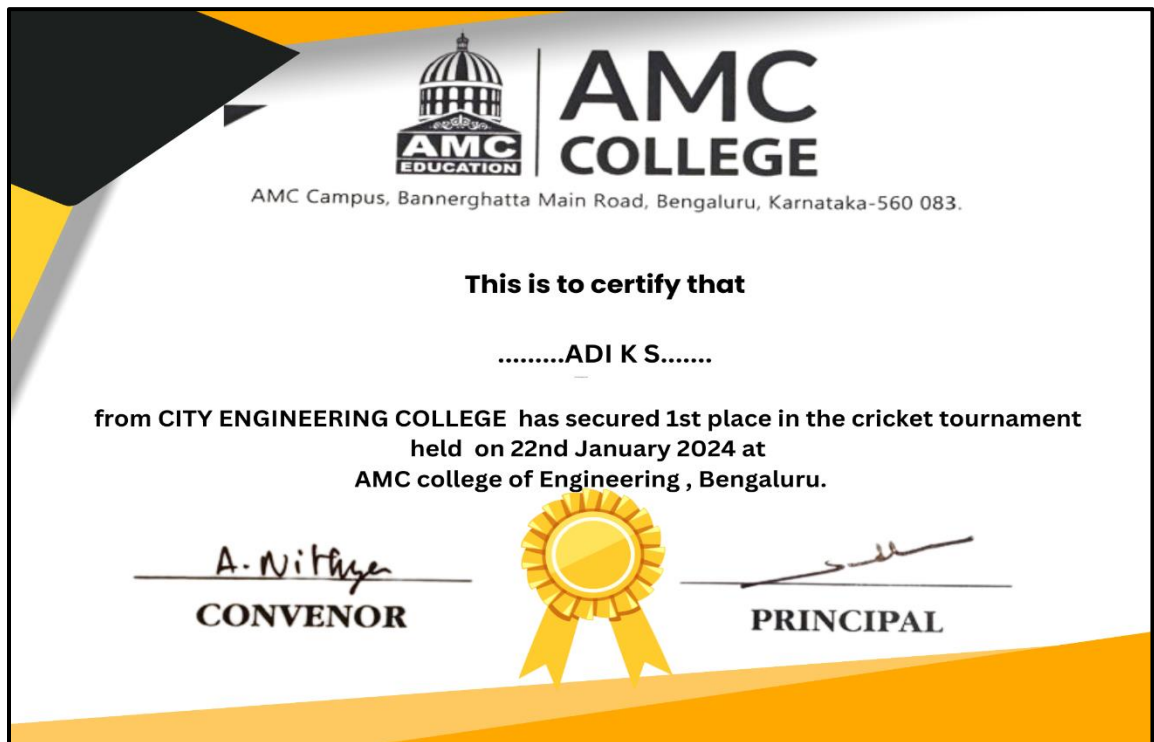 AMC
EDUCATION
AMC
COLLEGE
AMC Campus, Bannerghatta Main Road, Bengaluru, Karnataka-560 083.
This is to certify that
.........ADI K S.......
from CITY ENGINEERING COLLEGE has secured 1st place in the cricket tournament
held on 22nd January 2024 at
AMC college of Engineering , Bengaluru.
A. Nithya
CONVENOR
PRINCIPAL